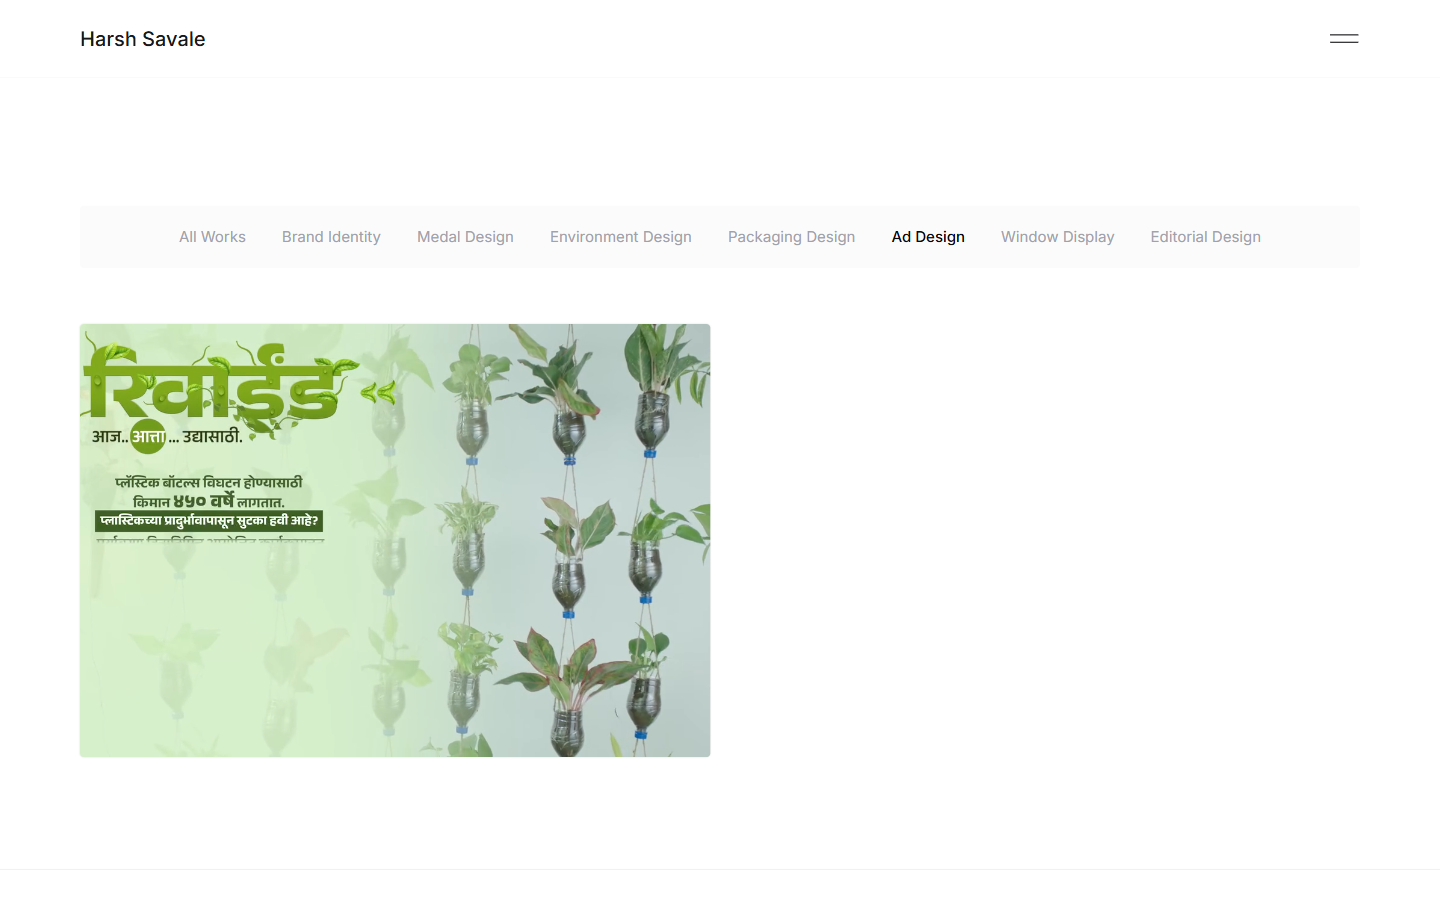 Harsh Savale
All Works Brand Identity Medal Design Environment Design Packaging Design Ad Design Window Display Editorial Design
रिवाईंड
आज.. आत्ता ... उद्यासाठी.
प्लॅस्टिक बॉटल्स विघटन होण्यासाठी
किमान ४५० वर्षे लागतात.
प्लास्टिकच्या प्रादुर्भावापासून सुटका हवी आहे?